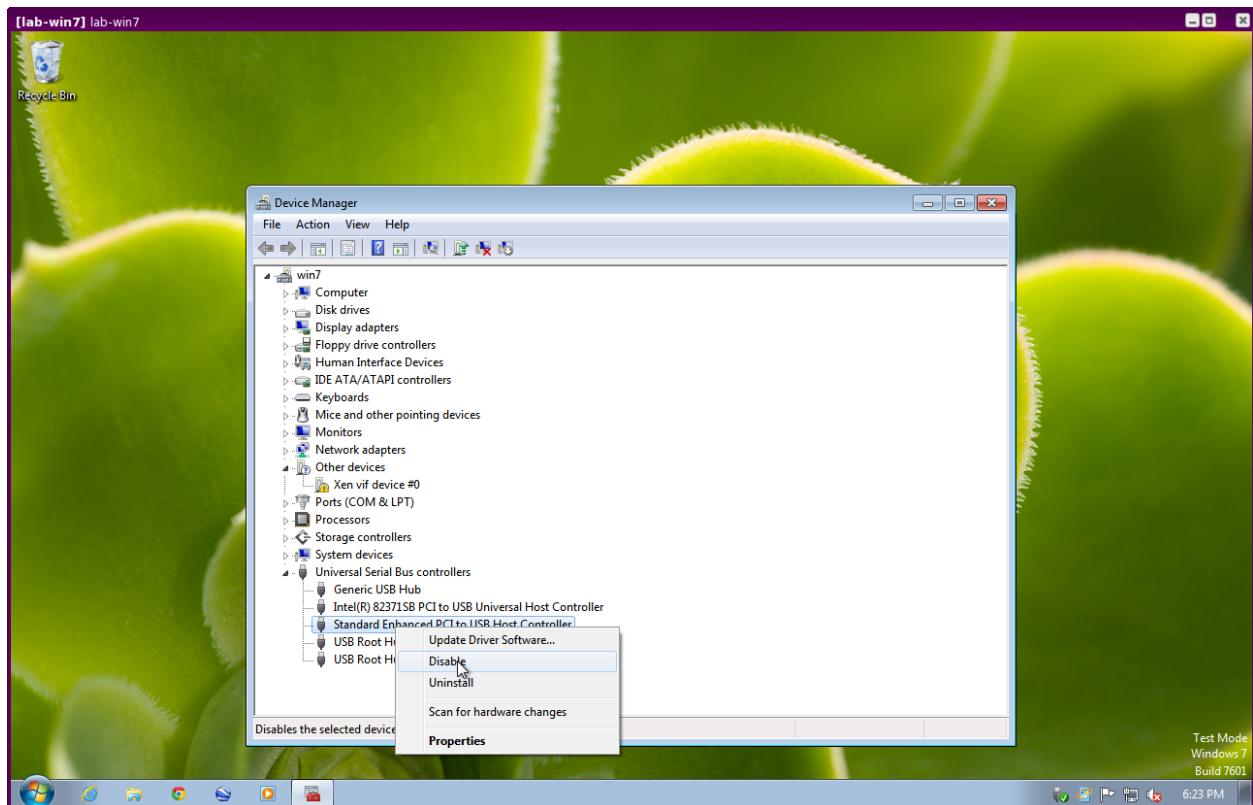 [lab-win7] lab-win7
Recycle Bin
Device Manager
File Action View Help
win7
Computer
Disk drives
Display adapters
Floppy drive controllers
Human Interface Devices
IDE ATA/ATAPI controllers
Keyboards
Mice and other pointing devices
Monitors
Network adapters
Other devices
Xen vif device #0
Ports (COM & LPT)
Processors
Storage controllers
System devices
Universal Serial Bus controllers
Generic USB Hub
Intel(R) 82371SB PCI to USB Universal Host Controller
Standard Enhanced PCI to USB Host Controller
USB Root H
USB Root H
Update Driver Software...
Disable
Uninstall
Scan for hardware changes
Properties
Disables the selected device
Test Mode
Windows 7
Build 7601
6:23 PM